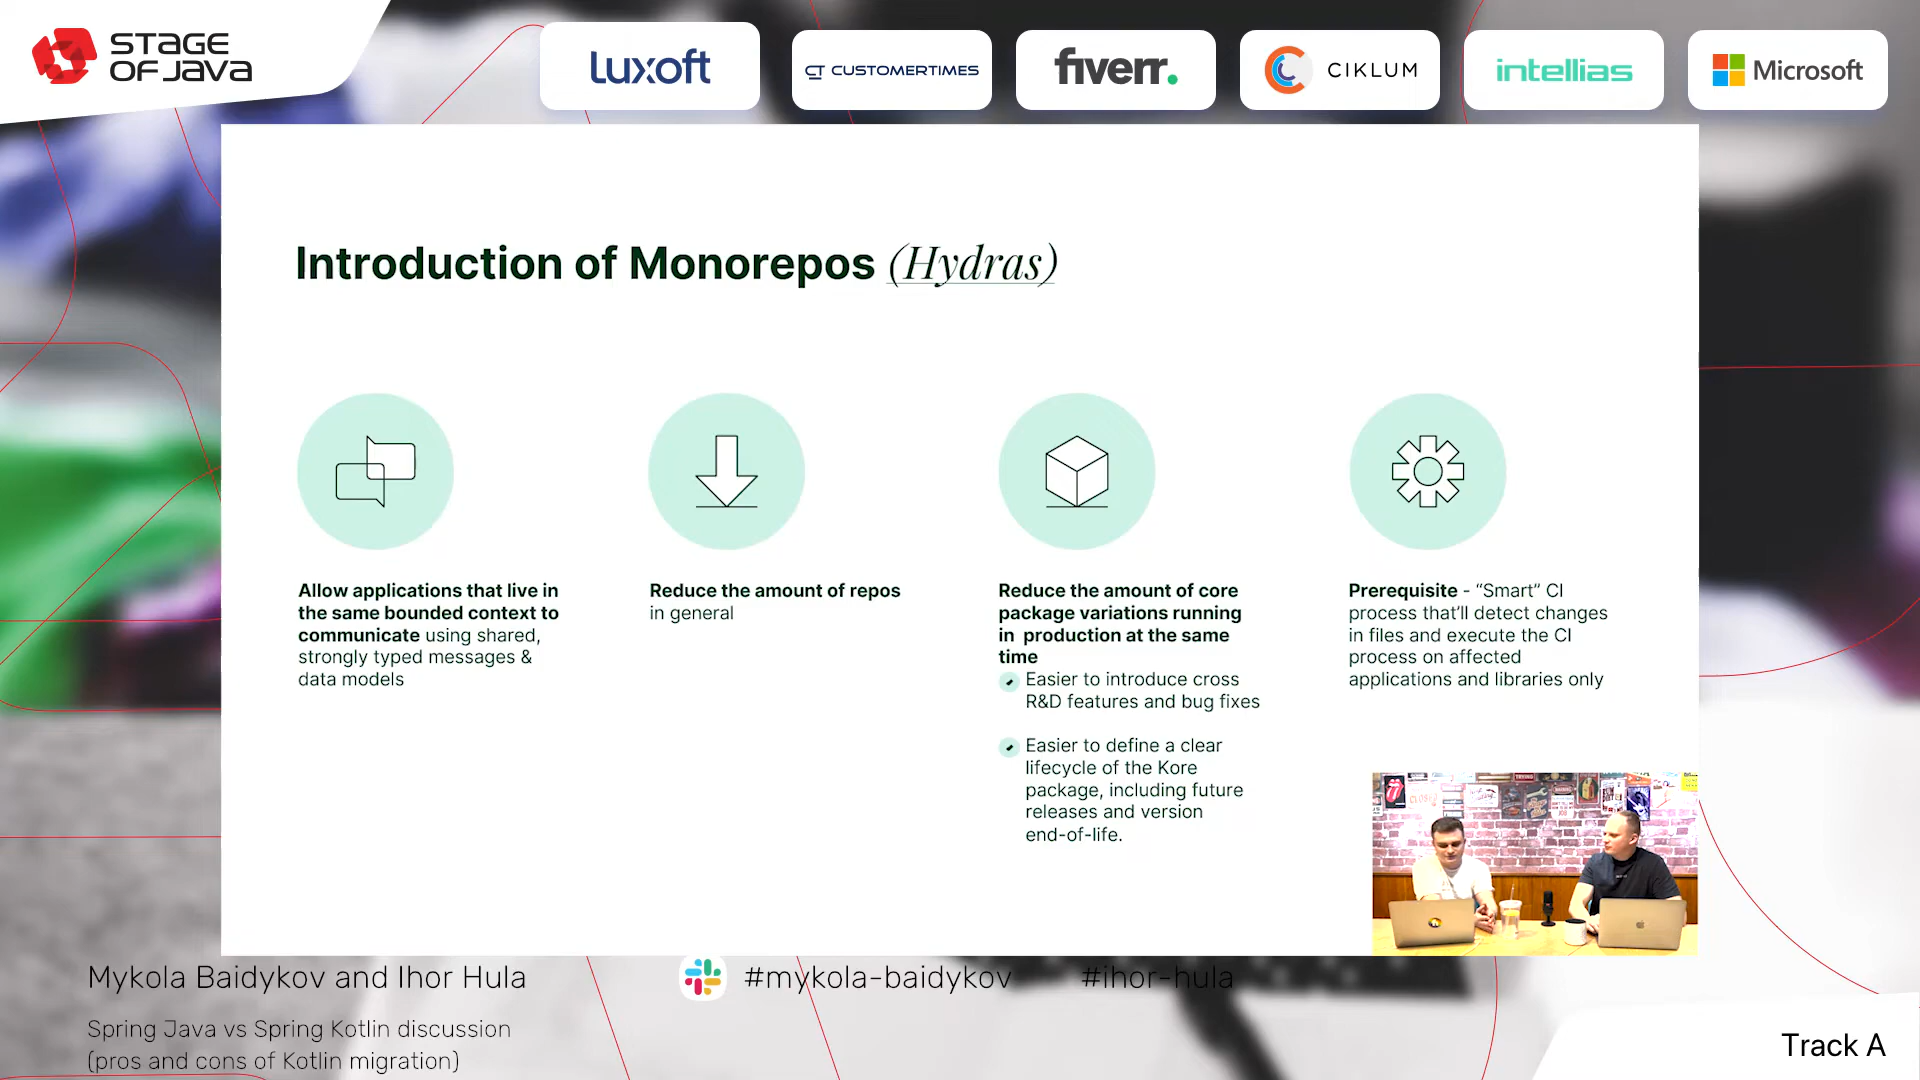 STAGE
OF JAVA
luxoft
CT CUSTOMERTIMES
fiverr.
CIKLUM
intellias
Microsoft
Introduction of Monorepos (Hydras)
Allow applications that live in
the same bounded context to
communicate using shared,
strongly typed messages &
data models
Reduce the amount of repos
in general
Reduce the amount of core
package variations running
in production at the same
time
Easier to introduce cross
R&D features and bug fixes
Easier to define a clear
lifecycle of the Kore
package, including future
releases and version
end-of-life.
Prerequisite - “Smart” CI
process that’ll detect changes
in files and execute the CI
process on affected
applications and libraries only
Mykola Baidykov and Ihor Hula
#mykola-baidykov
#ihor-hula
Spring Java vs Spring Kotlin discussion
(pros and cons of Kotlin migration)
Track A